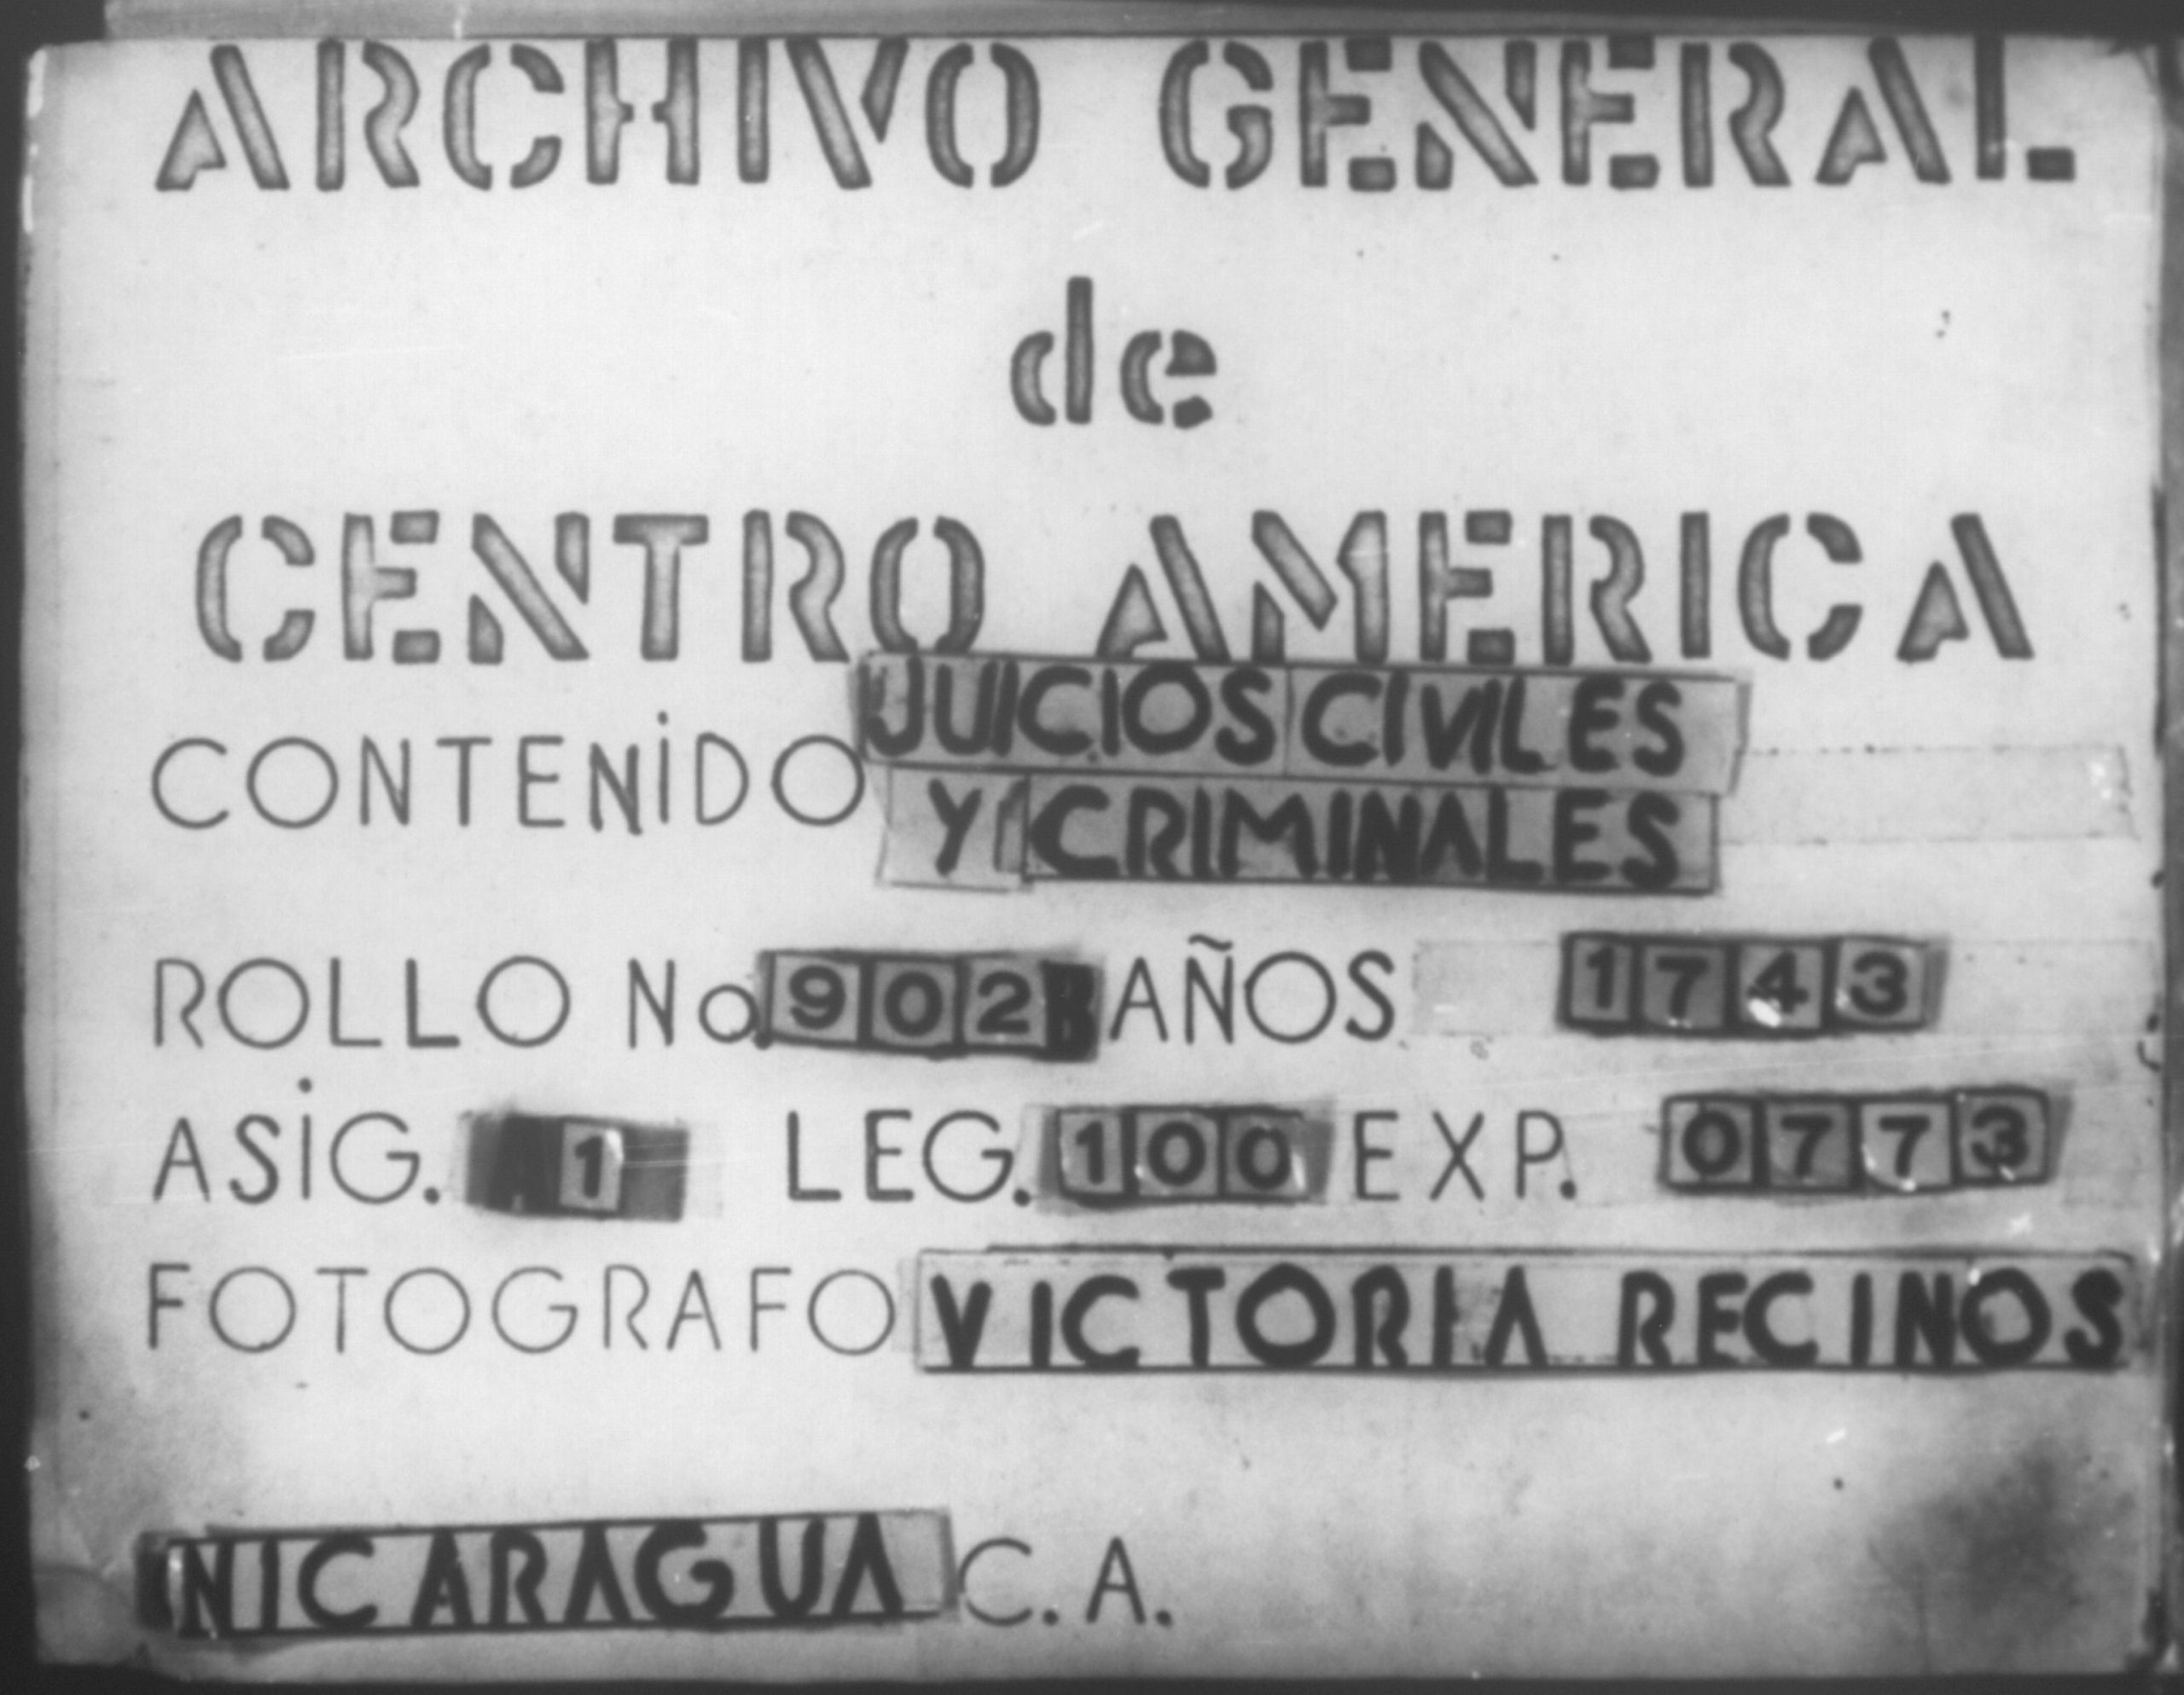 ARCHIVO GENERAL
de
CENTRO AMERICA
CONTENIDO JUICIOS CIVILES
Y CRIMINALES
ROLLO No. 902 AÑOS 1743
ASIG. 1 LEG. 100 EXP. 0773
FOTOGRAFO VICTORIA RECINOS
NICARAGUA C.A.